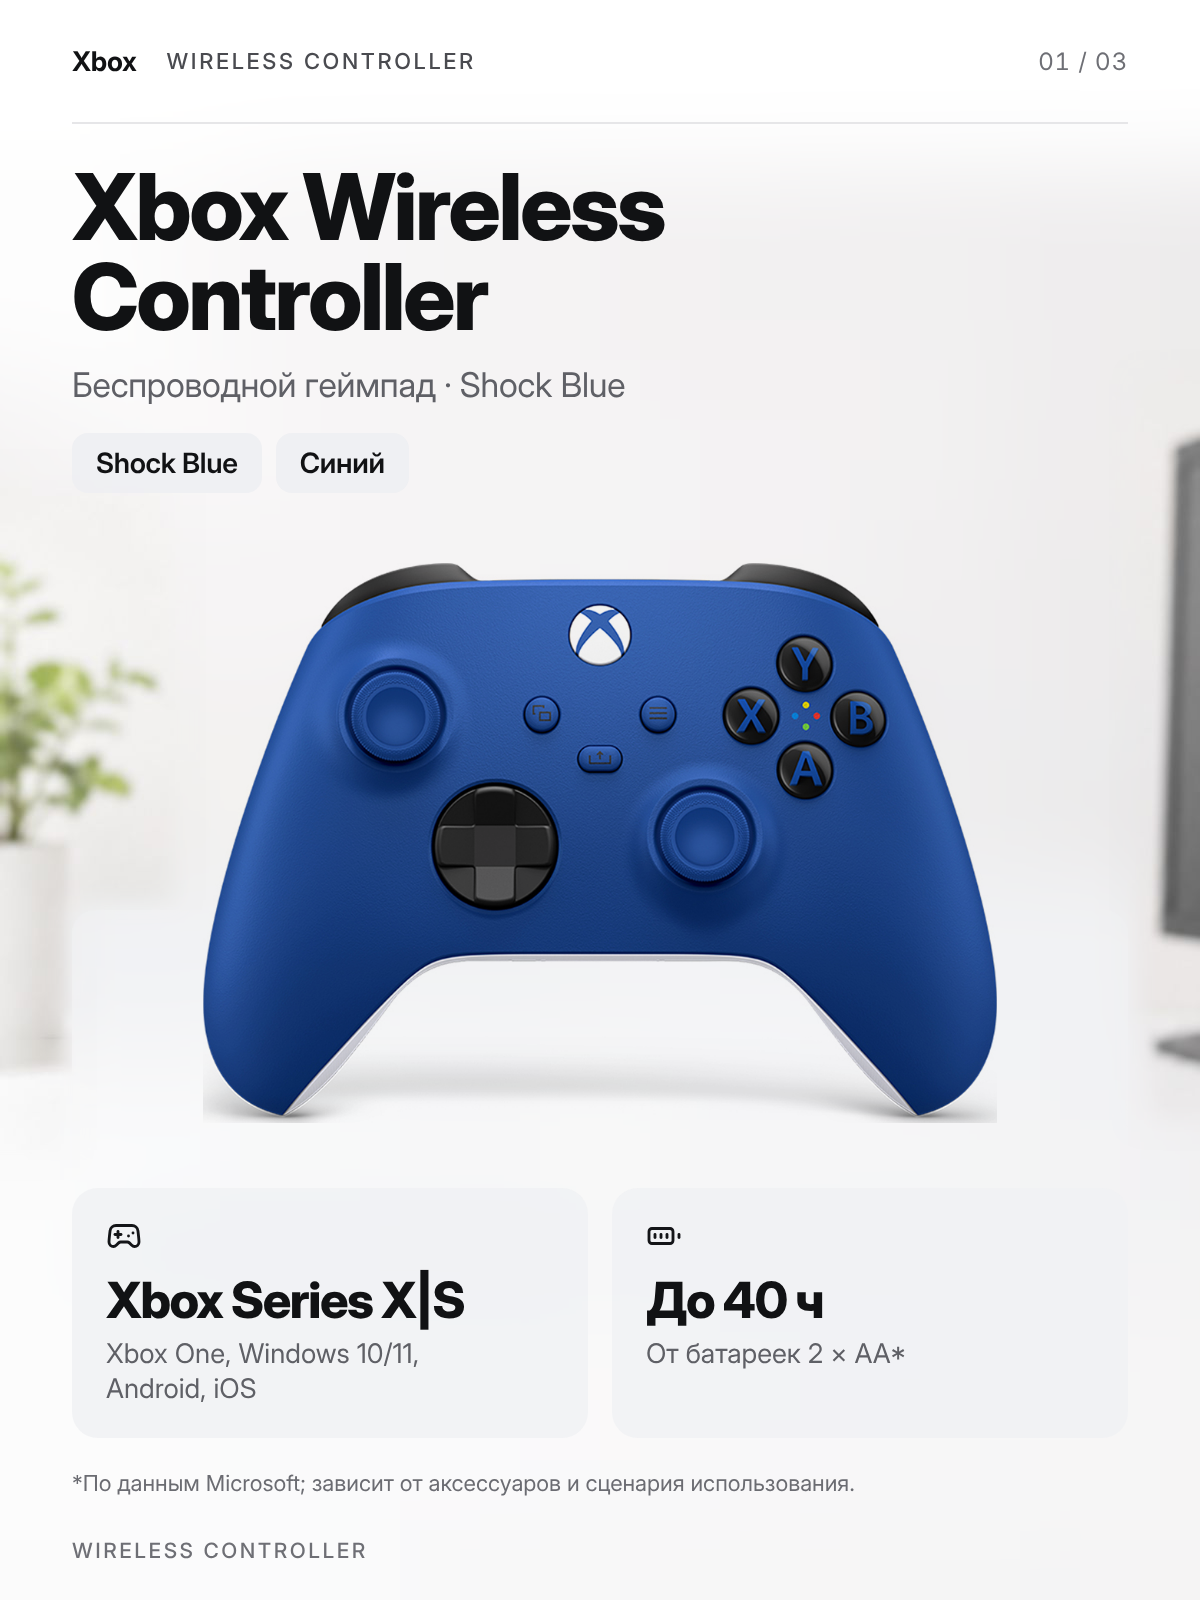 Xbox WIRELESS CONTROLLER 01 / 03
Xbox Wireless
Controller
Беспроводной геймпад · Shock Blue
Shock Blue Синий
Y
X B
A
Xbox Series X|S
Xbox One, Windows 10/11,
Android, iOS
До 40 ч
От батареек 2 × AA*
*По данным Microsoft; зависит от аксессуаров и сценария использования.
WIRELESS CONTROLLER